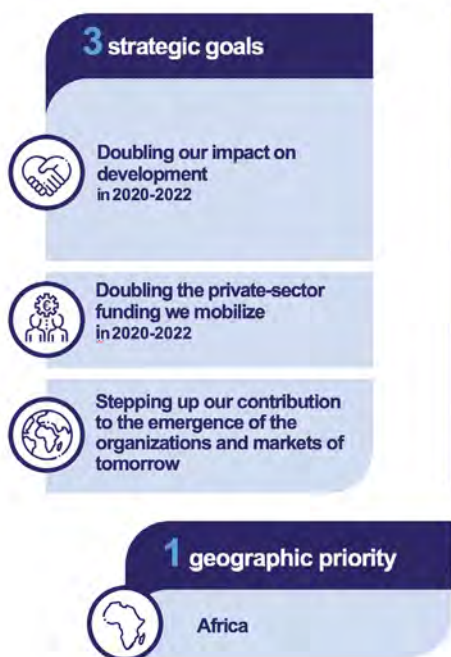 3 strategic goals
Doubling our impact on
development
in 2020-2022
Doubling the private-sector
funding we mobilize
in 2020-2022
Stepping up our contribution
to the emergence of the
organizations and markets of
tomorrow
1 geographic priority
Africa